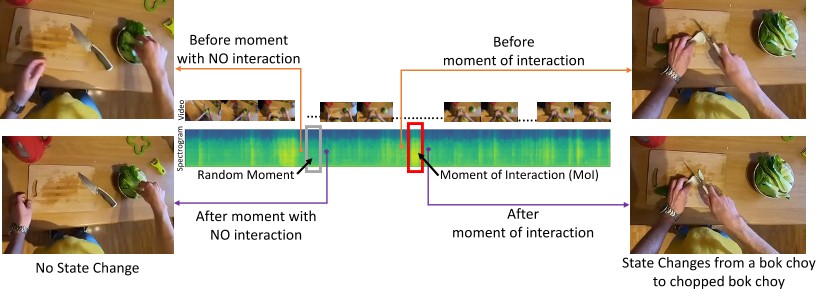 Before moment
with NO interaction
Before
moment of interaction
Video
Spectrogram
Random Moment
Moment of Interaction (MoI)
After moment with
NO interaction
After
moment of interaction
No State Change
State Changes from a bok choy
to chopped bok choy